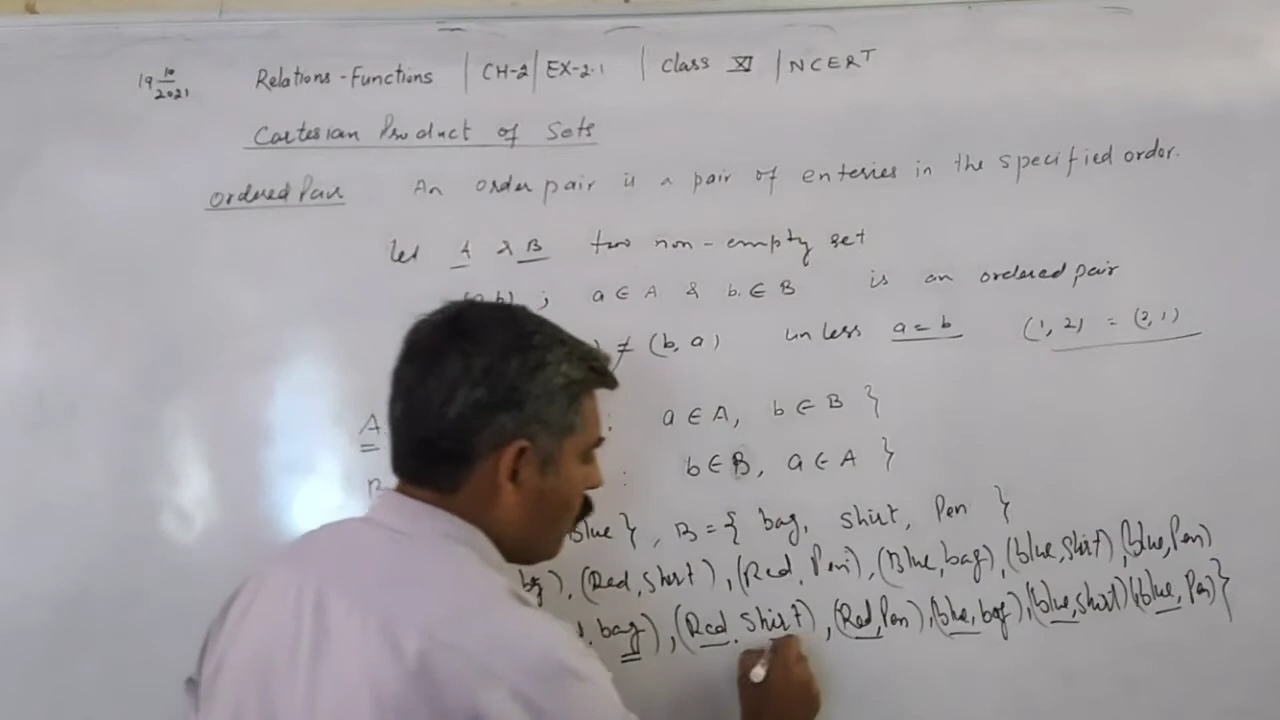 19 10/2021 Relations-Functions | CH-2 | EX-2.1 | class XI | NCERT
Cartesian Product of Sets
Ordered Pair An order pair is a pair of enteries in the specified order.
let A & B two non-empty set
(a, b) ; a ∈ A & b ∈ B is an ordered pair
) ≠ (b, a) unless a = b (1, 2) = (2, 1)
A : a ∈ A, b ∈ B }
B : b ∈ B, a ∈ A }
Blue } , B = { bag, shirt, Pen }
bag), (Red, shirt), (Red, Pen), (Blue, bag), (blue, shirt), (blue, Pen)
bag), (Red, shirt), (Red, Pen), (blue, bag), (blue, shirt) (blue, Pen) }